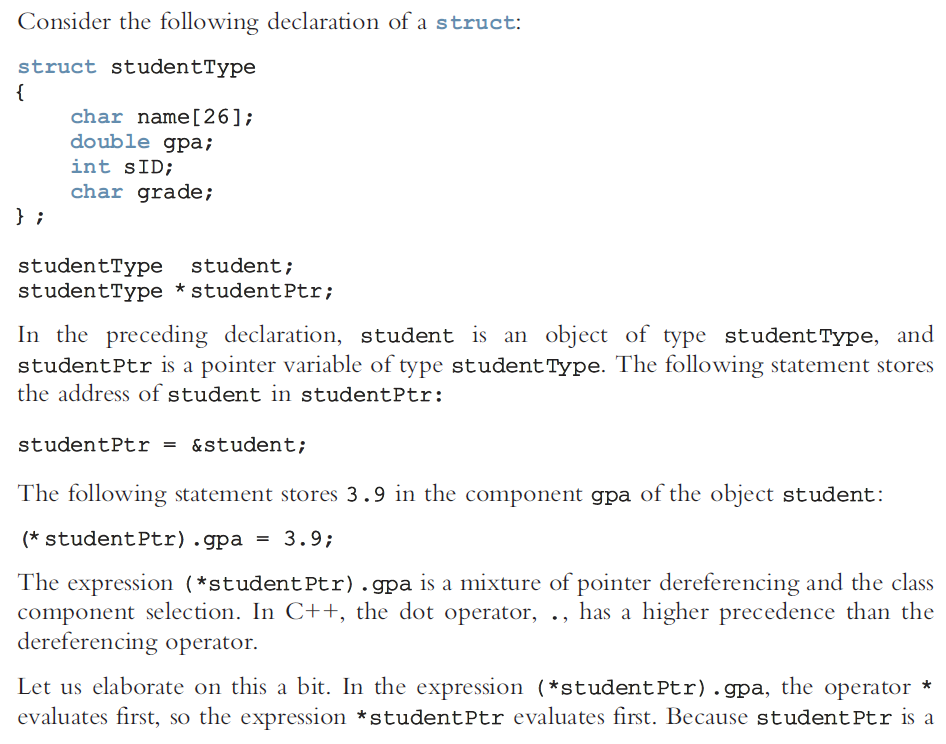 Consider the following declaration of a struct:
struct studentType
{
    char name[26];
    double gpa;
    int sID;
    char grade;
} ;
studentType  student;
studentType *studentPtr;
In the preceding declaration, student is an object of type studentType, and
studentPtr is a pointer variable of type studentType. The following statement stores
the address of student in studentPtr:
studentPtr = &student;
The following statement stores 3.9 in the component gpa of the object student:
(*studentPtr).gpa = 3.9;
The expression (*studentPtr).gpa is a mixture of pointer dereferencing and the class
component selection. In C++, the dot operator, ., has a higher precedence than the
dereferencing operator.
Let us elaborate on this a bit. In the expression (*studentPtr).gpa, the operator *
evaluates first, so the expression *studentPtr evaluates first. Because studentPtr is a